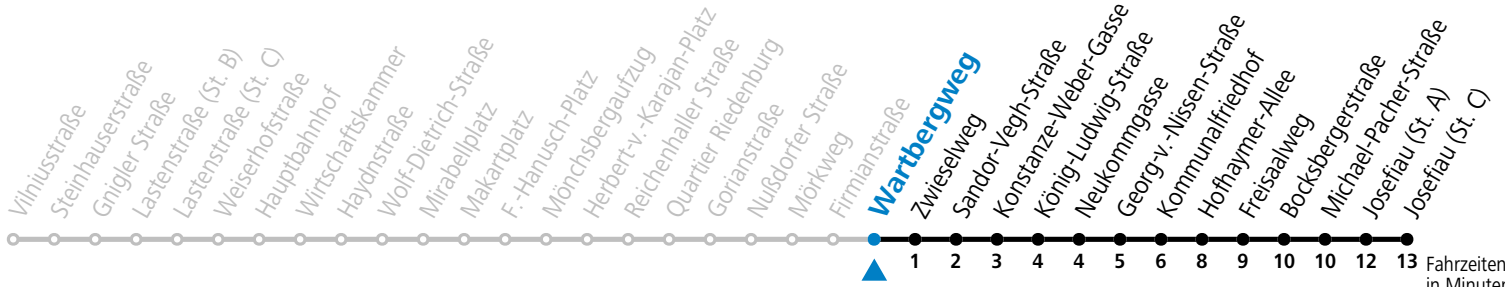 Vilniusstraße
Steinhauserstraße
Gnigler Straße
Lastenstraße (St. B)
Lastenstraße (St. C)
Weiserhofstraße
Hauptbahnhof
Wirtschaftskammer
Haydnstraße
Wolf-Dietrich-Straße
Mirabellplatz
Makartplatz
F.-Hanusch-Platz
Mönchsbergaufzug
Herbert-v. Karajan-Platz
Reichenhaller Straße
Quartier Riedenburg
Gorianstraße
Nußdorfer Straße
Mörkweg
Firmianstraße
Wartbergweg
Zwieselweg
Sandor-Vegh-Straße
Konstanze-Weber-Gasse
König-Ludwig-Straße
Neukommgasse
Georg-v.-Nissen-Straße
Kommunalfriedhof
Hofhaymer-Allee
Freisaalweg
Bocksbergerstraße
Michael-Pacher-Straße
Josefiau (St. A)
Josefiau (St. C)
1 2 3 4 4 5 6 8 9 10 10 12 13 Fahrzeiten
in Minuten